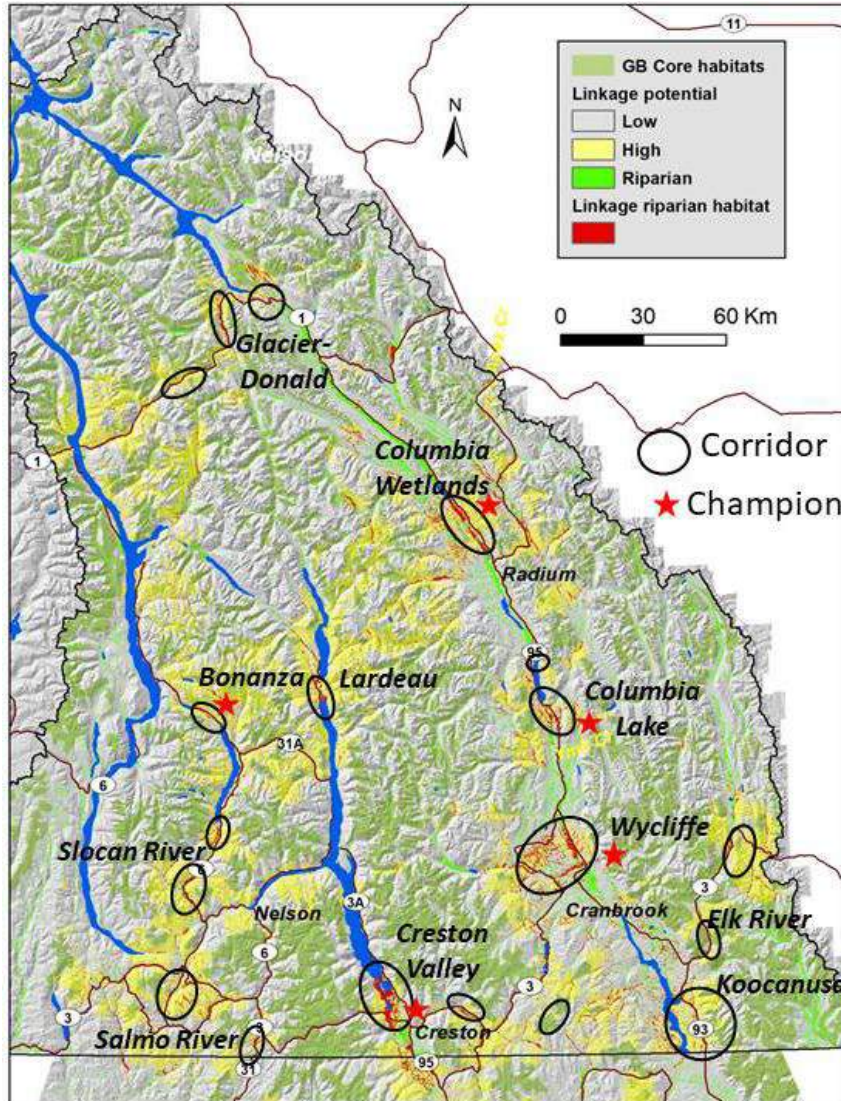 11
GB Core habitats
Linkage potential
Low
High
Riparian
Linkage riparian habitat
N
0 30 60 Km
1
Glacier-
Donald
Corridor
Champion
Columbia
Wetlands
1
Radium
95
Bonanza
Lardeau
Columbia
Lake
31A
6
Wycliffe
Slocan River
6
3
Nelson
3A
Cranbrook
Elk River
6
Creston
Valley
Koocanusa
3
3
Salmo River
3
Creston
93
31
95